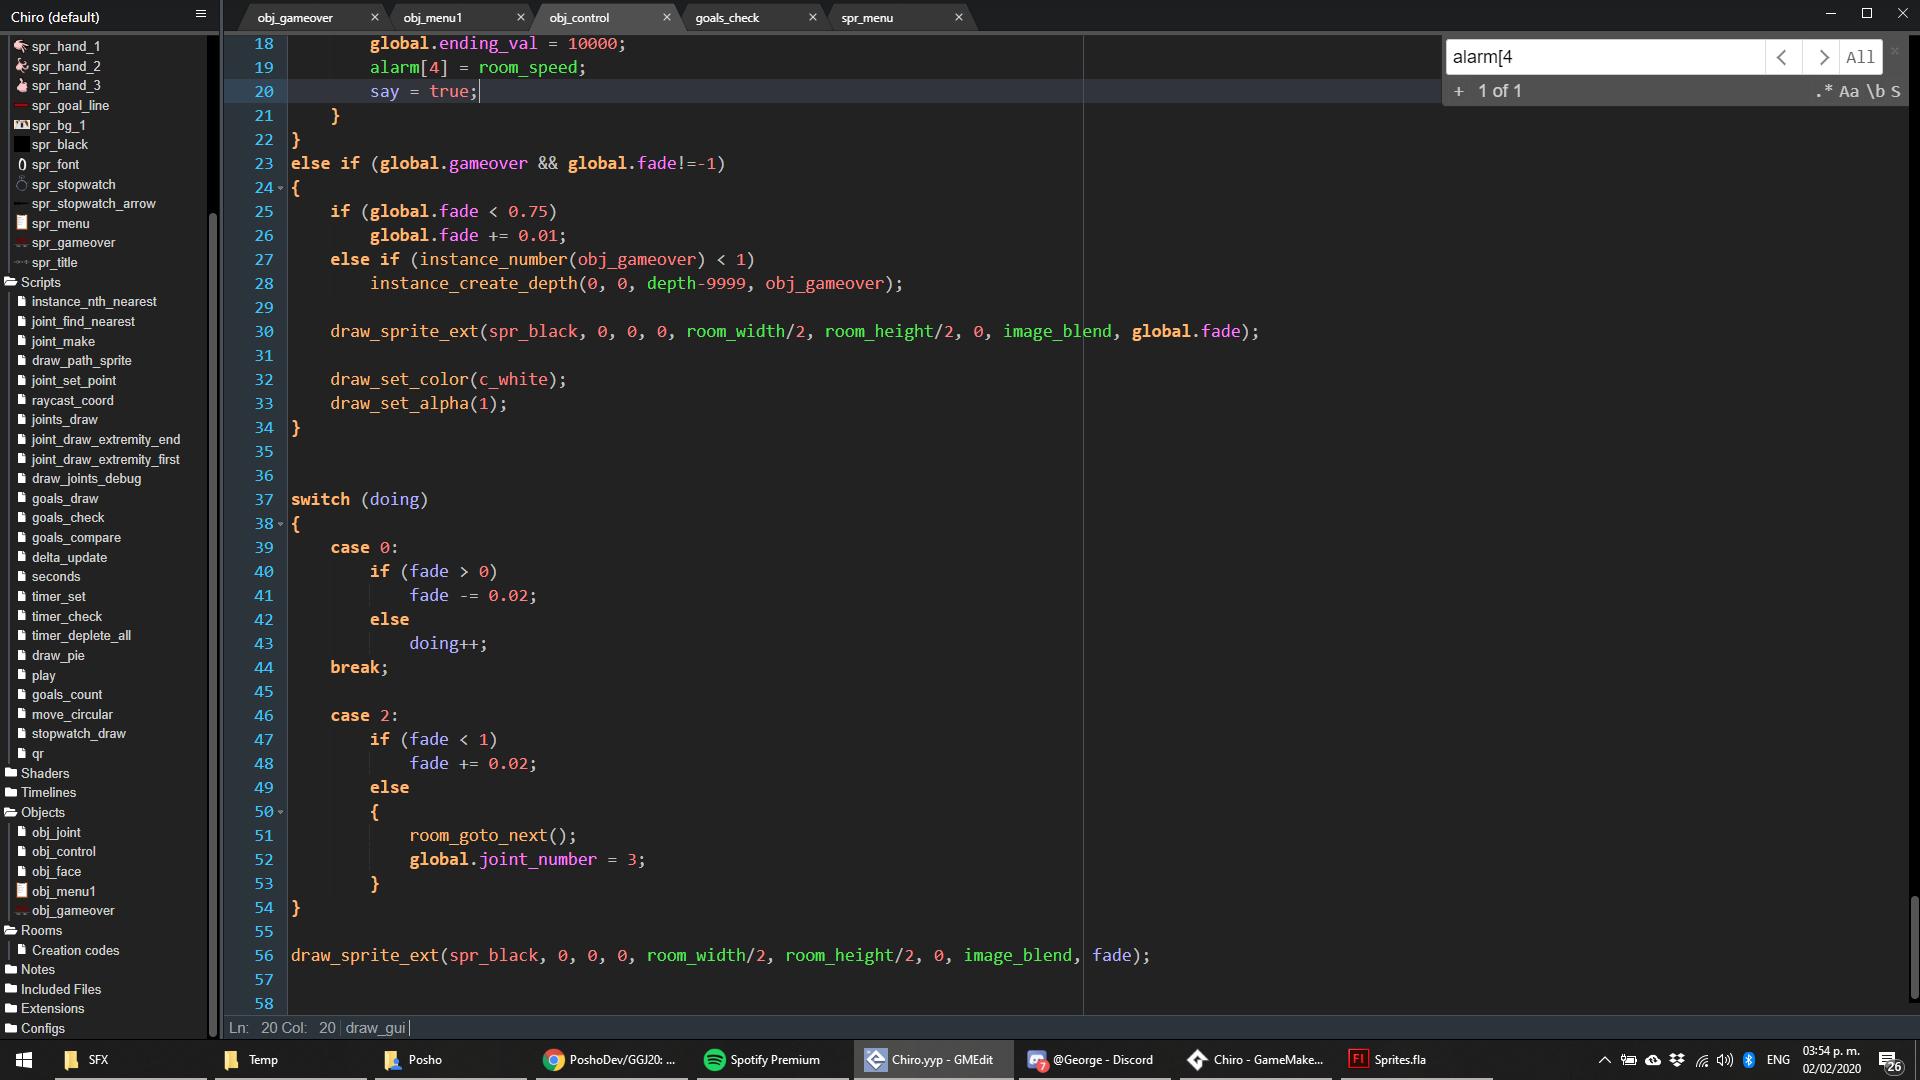 Chiro (default)
obj_gameover × obj_menu1 × obj_control × goals_check × spr_menu ×
spr_hand_1
spr_hand_2
spr_hand_3
spr_goal_line
spr_bg_1
spr_black
spr_font
spr_stopwatch
spr_stopwatch_arrow
spr_menu
spr_gameover
spr_title
Scripts
instance_nth_nearest
joint_find_nearest
joint_make
draw_path_sprite
joint_set_point
raycast_coord
joints_draw
joint_draw_extremity_end
joint_draw_extremity_first
draw_joints_debug
goals_draw
goals_check
goals_compare
delta_update
seconds
timer_set
timer_check
timer_deplete_all
draw_pie
play
goals_count
move_circular
stopwatch_draw
qr
Shaders
Timelines
Objects
obj_joint
obj_control
obj_face
obj_menu1
obj_gameover
Rooms
Creation codes
Notes
Included Files
Extensions
Configs
18 global.ending_val = 10000;
19 alarm[4] = room_speed;
20 say = true;
21 }
22 }
23 else if (global.gameover && global.fade!=-1)
24 {
25 if (global.fade < 0.75)
26 global.fade += 0.01;
27 else if (instance_number(obj_gameover) < 1)
28 instance_create_depth(0, 0, depth-9999, obj_gameover);
29
30 draw_sprite_ext(spr_black, 0, 0, 0, room_width/2, room_height/2, 0, image_blend, global.fade);
31
32 draw_set_color(c_white);
33 draw_set_alpha(1);
34 }
35
36
37 switch (doing)
38 {
39 case 0:
40 if (fade > 0)
41 fade -= 0.02;
42 else
43 doing++;
44 break;
45
46 case 2:
47 if (fade < 1)
48 fade += 0.02;
49 else
50 {
51 room_goto_next();
52 global.joint_number = 3;
53 }
54 }
55
56 draw_sprite_ext(spr_black, 0, 0, 0, room_width/2, room_height/2, 0, image_blend, fade);
57
58
alarm[4 All
+ 1 of 1 .* Aa \b S
Ln: 20 Col: 20 draw_gui
SFX Temp Posho PoshoDev/GGJ20: ... Spotify Premium Chiro.yyp - GMEdit @George - Discord Chiro - GameMake... Sprites.fla ENG 03:54 p. m.
02/02/2020
7
Fl
26